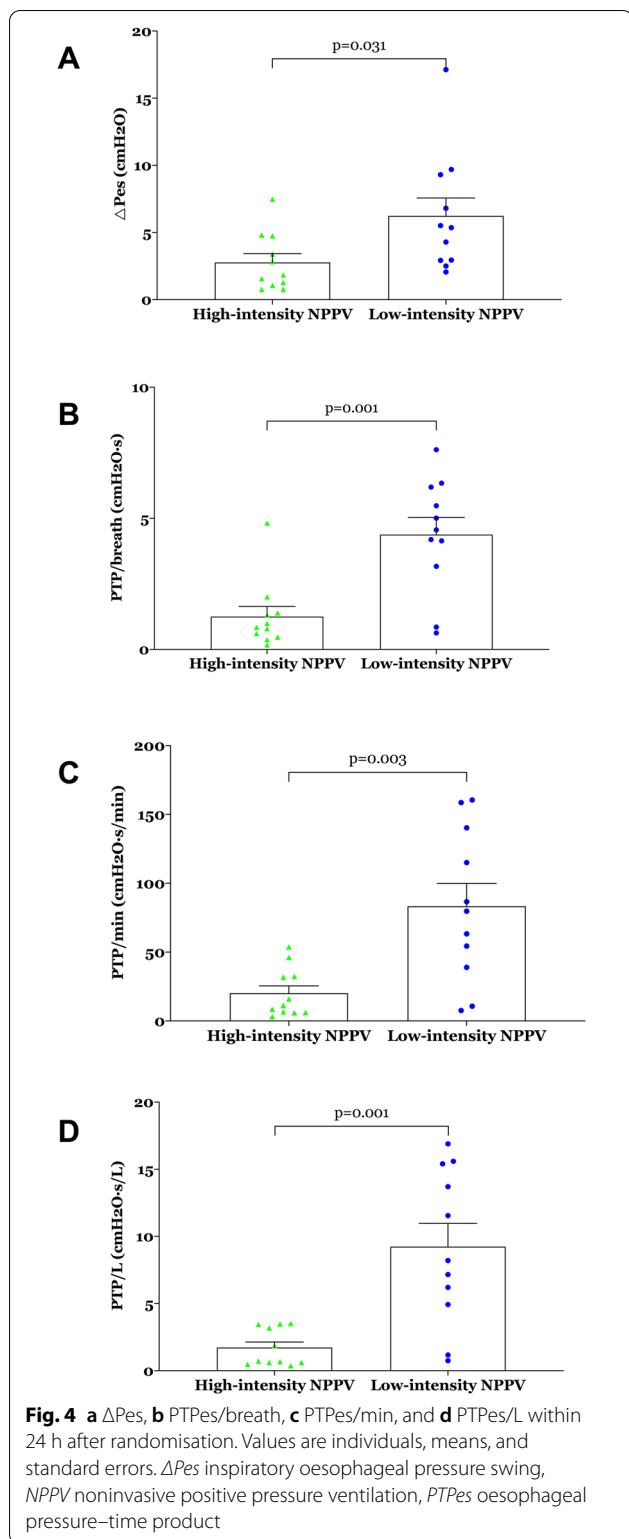 A
p=0.031
20
15
10
5
0
△Pes (cmH2O)
High-intensity NPPV Low-intensity NPPV
B
p=0.001
10
5
0
PTP/breath (cmH2O·s)
High-intensity NPPV Low-intensity NPPV
C
p=0.003
200
150
100
50
0
PTP/min (cmH2O·s/min)
High-intensity NPPV Low-intensity NPPV
D
p=0.001
20
15
10
5
0
PTP/L (cmH2O·s/L)
High-intensity NPPV Low-intensity NPPV
Fig. 4 a ΔPes, b PTPes/breath, c PTPes/min, and d PTPes/L within
24 h after randomisation. Values are individuals, means, and
standard errors. ΔPes inspiratory oesophageal pressure swing,
NPPV noninvasive positive pressure ventilation, PTPes oesophageal
pressure–time product